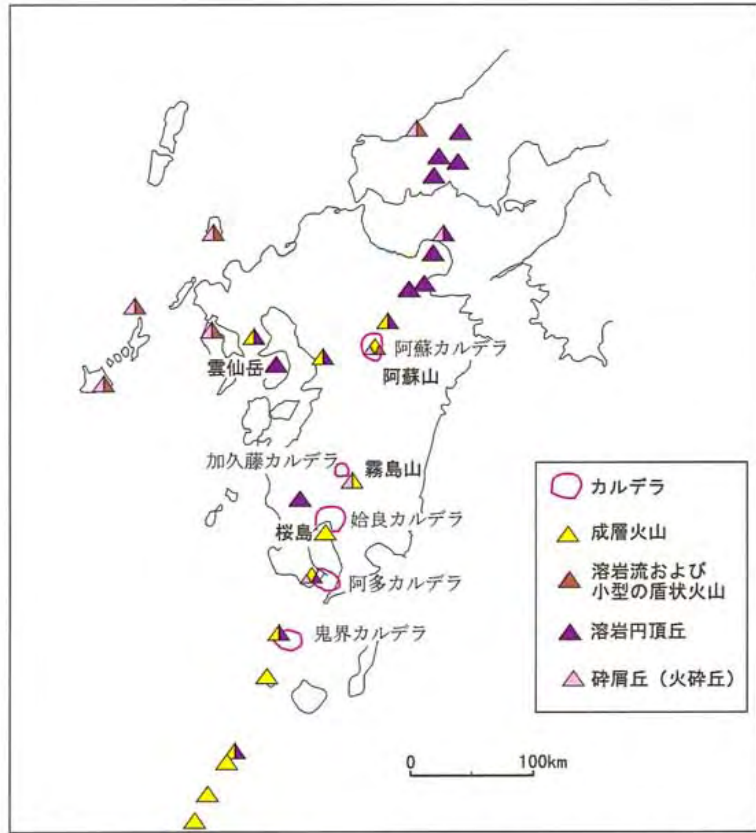 阿蘇カルデラ
雲仙岳
阿蘇山
加久藤カルデラ
霧島山
姶良カルデラ
桜島
阿多カルデラ
鬼界カルデラ
カルデラ
成層火山
溶岩流および
小型の盾状火山
溶岩円頂丘
砕屑丘（火砕丘）
0
100km